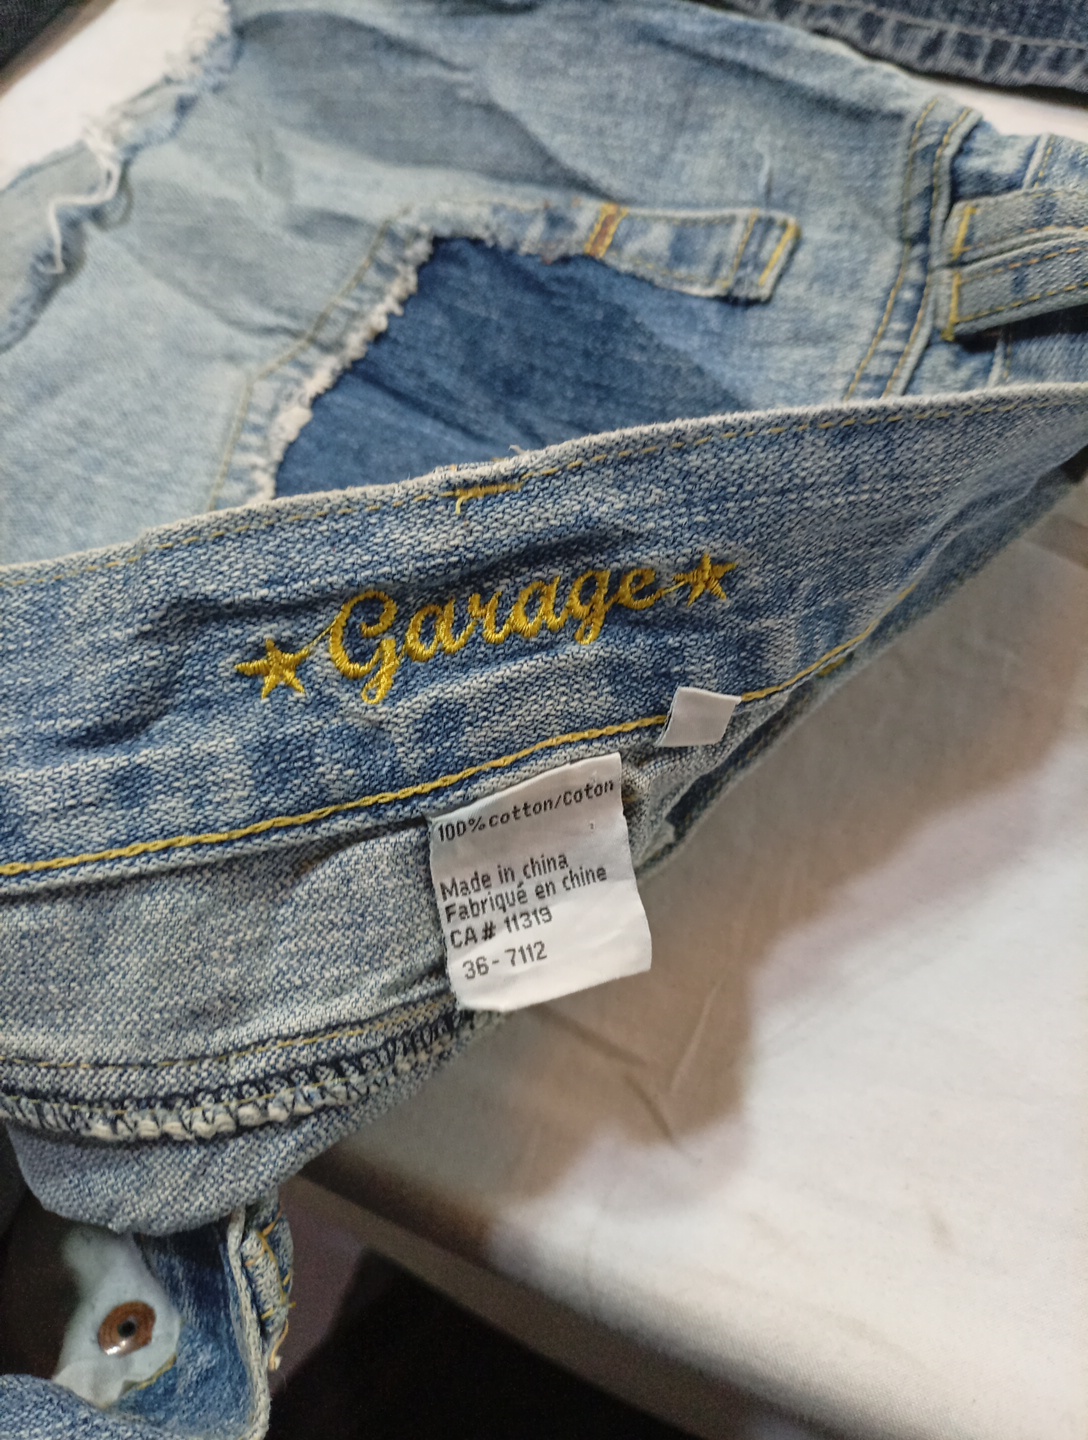 Garage
100% cotton/Coton
Made in china
Fabriqué en chine
CA# 11319
36-7112